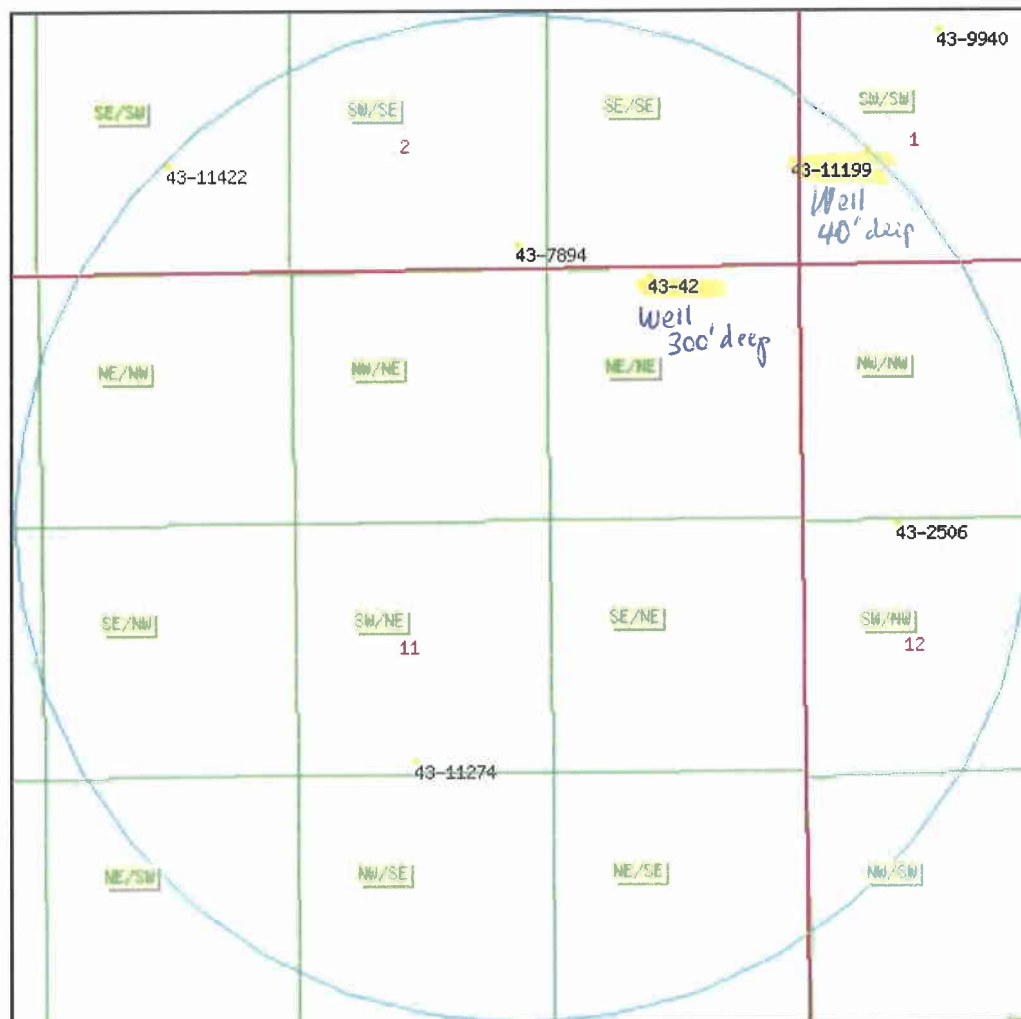 43-9940
SE/SW
SW/SE
SE/SE
SW/SW
2
1
43-11422
43-11199
Well
40' deep
43-7894
43-42
Well
300' deep
NE/NW
NW/NE
NE/NE
NW/NW
43-2506
SE/NW
SW/NE
SE/NE
SW/NW
11
12
43-11274
NE/SW
NW/SE
NE/SE
NW/SW